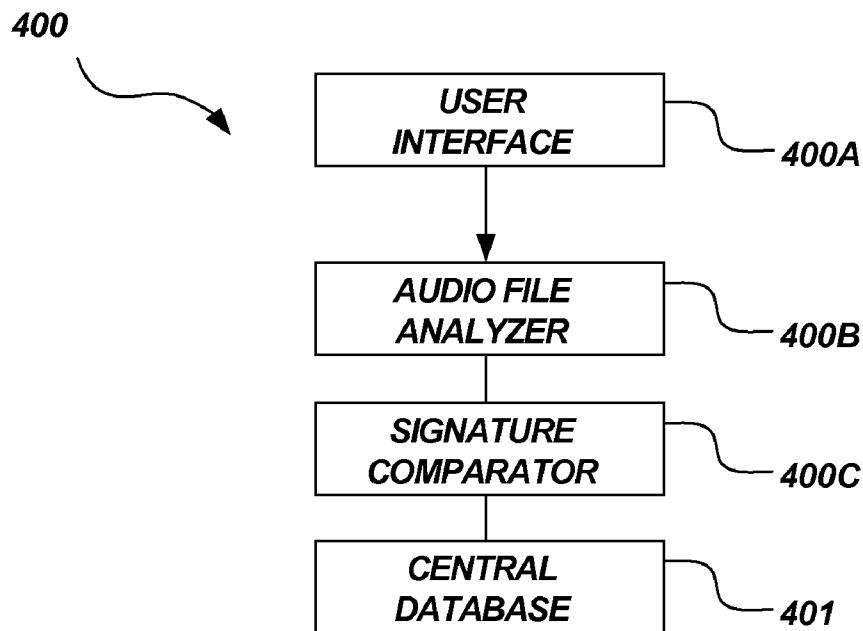 400
USER
INTERFACE
400A
AUDIO FILE
ANALYZER
400B
SIGNATURE
COMPARATOR
400C
CENTRAL
DATABASE
401